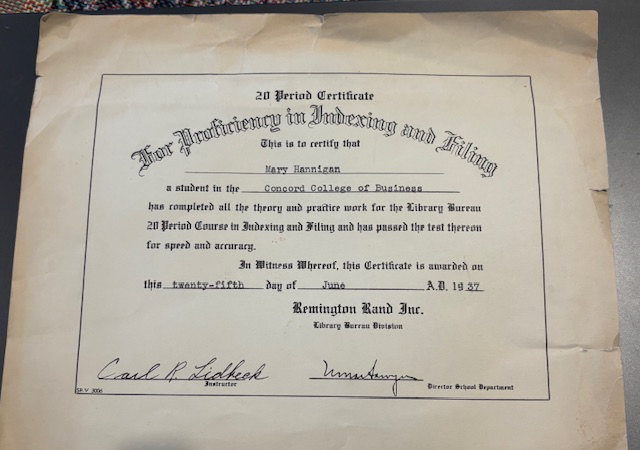 20 Period Certificate
For Proficiency in Indexing and Filing
This is to certify that
Mary Hannigan
a student in the Concord College of Business
has completed all the theory and practice work for the Library Bureau
20 Period Course in Indexing and Filing and has passed the test thereon
for speed and accuracy.
In Witness Whereof, this Certificate is awarded on
this twenty-fifth day of June A.D. 1937
Remington Rand Inc.
Library Bureau Division
Carl R. Lidbeck
Instructor
Director School Department